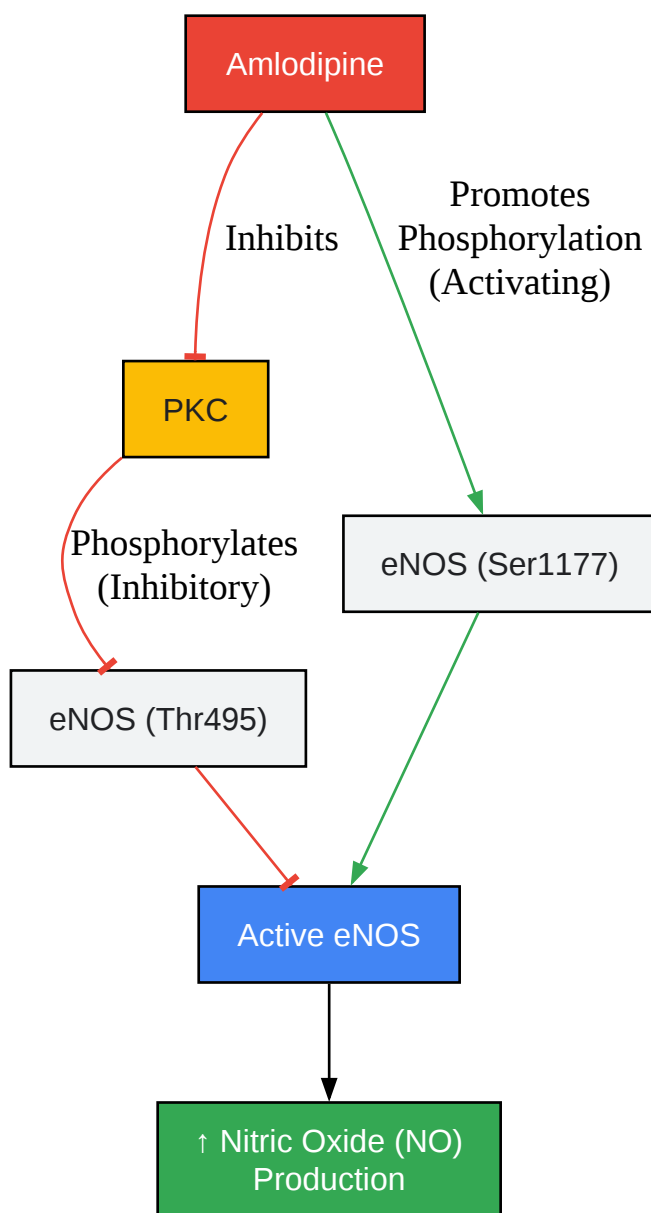 Amlodipine
Inhibits
Promotes
Phosphorylation
(Activating)
PKC
Phosphorylates
(Inhibitory)
eNOS (Ser1177)
eNOS (Thr495)
Active eNOS
↑ Nitric Oxide (NO)
Production